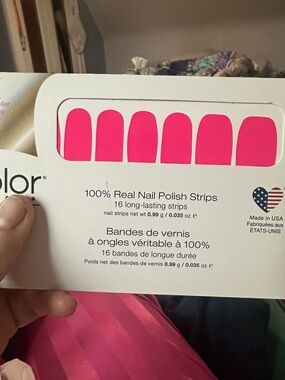 olor®
100% Real Nail Polish Strips
16 long-lasting strips
nail strips net wt 0.99 g / 0.035 oz ℮
Made in USA
Fabriquées aux
ÉTATS-UNIS
Bandes de vernis
à ongles véritable à 100%
16 bandes de longue durée
Poids net des bandes de vernis 0.99 g / 0.035 oz ℮